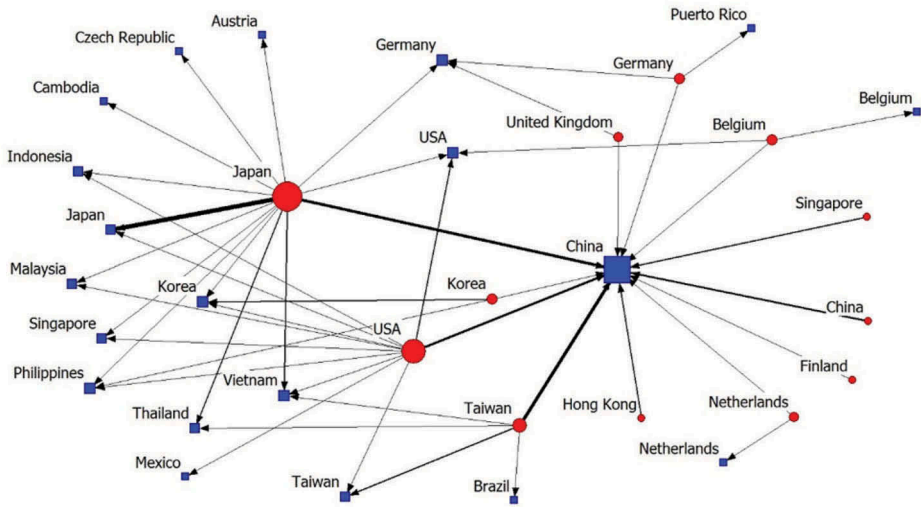 Puerto Rico
Austria
Czech Republic
Germany
Germany
Cambodia
Belgium
United Kingdom
Belgium
USA
Indonesia
Japan
Japan
Singapore
China
Malaysia
Korea
Korea
China
Singapore
USA
Philippines
Vietnam
Finland
Thailand
Taiwan
Hong Kong
Netherlands
Netherlands
Mexico
Taiwan
Brazil